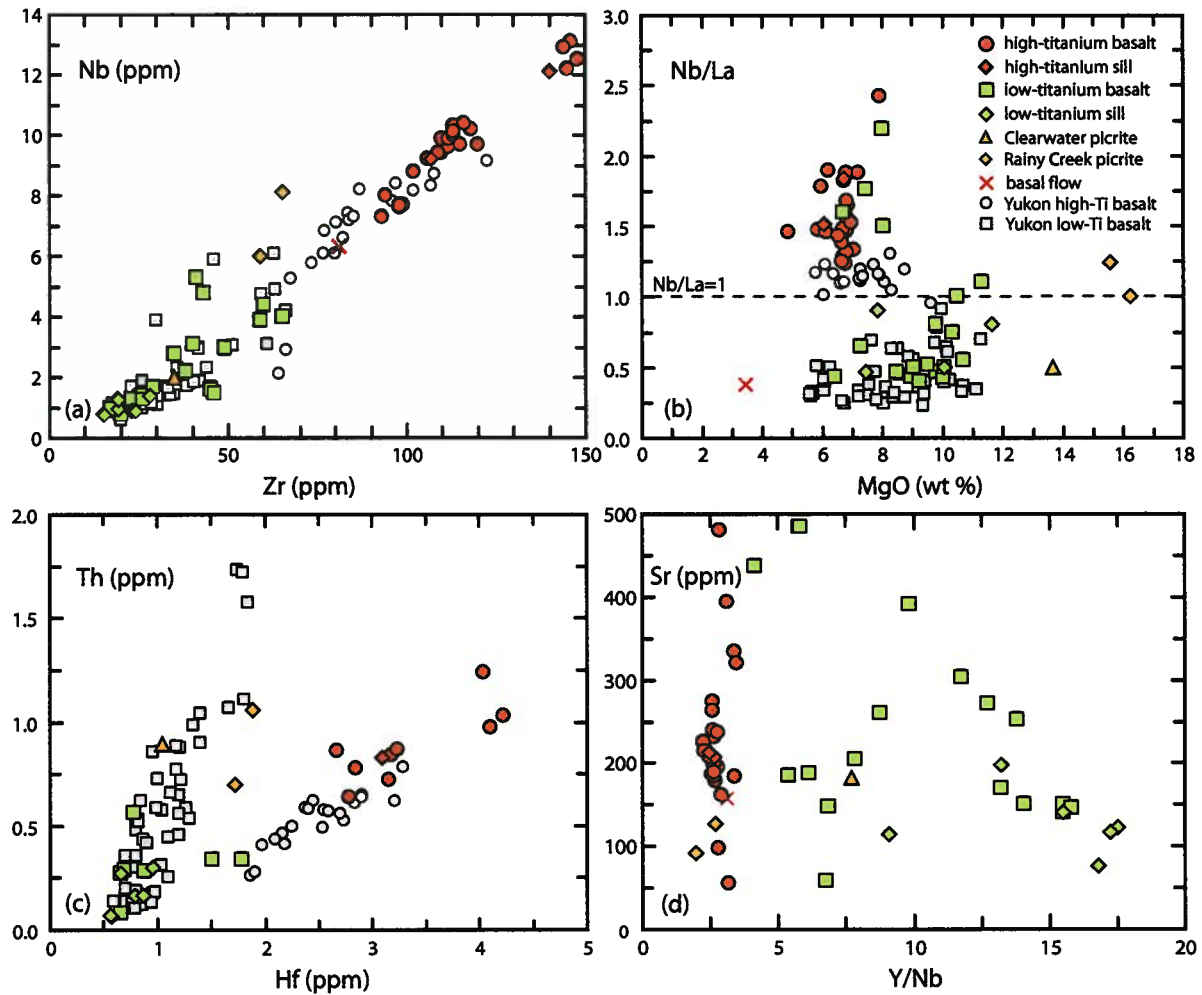 14
12
10
8
6
4
2
0
Nb (ppm)
(a)
0
50
100
150
Zr (ppm)
3.0
2.5
2.0
1.5
1.0
0.5
0.0
Nb/La
high-titanium basalt
high-titanium sill
low-titanium basalt
low-titanium sill
Clearwater picrite
Rainy Creek picrite
basal flow
Yukon high-Ti basalt
Yukon low-Ti basalt
Nb/La=1
(b)
0 2 4 6 8 10 12 14 16 18
MgO (wt %)
2.0
1.5
1.0
0.5
0.0
Th (ppm)
(c)
0 1 2 3 4 5
Hf (ppm)
500
400
300
200
100
0
Sr (ppm)
(d)
0 5 10 15 20
Y/Nb